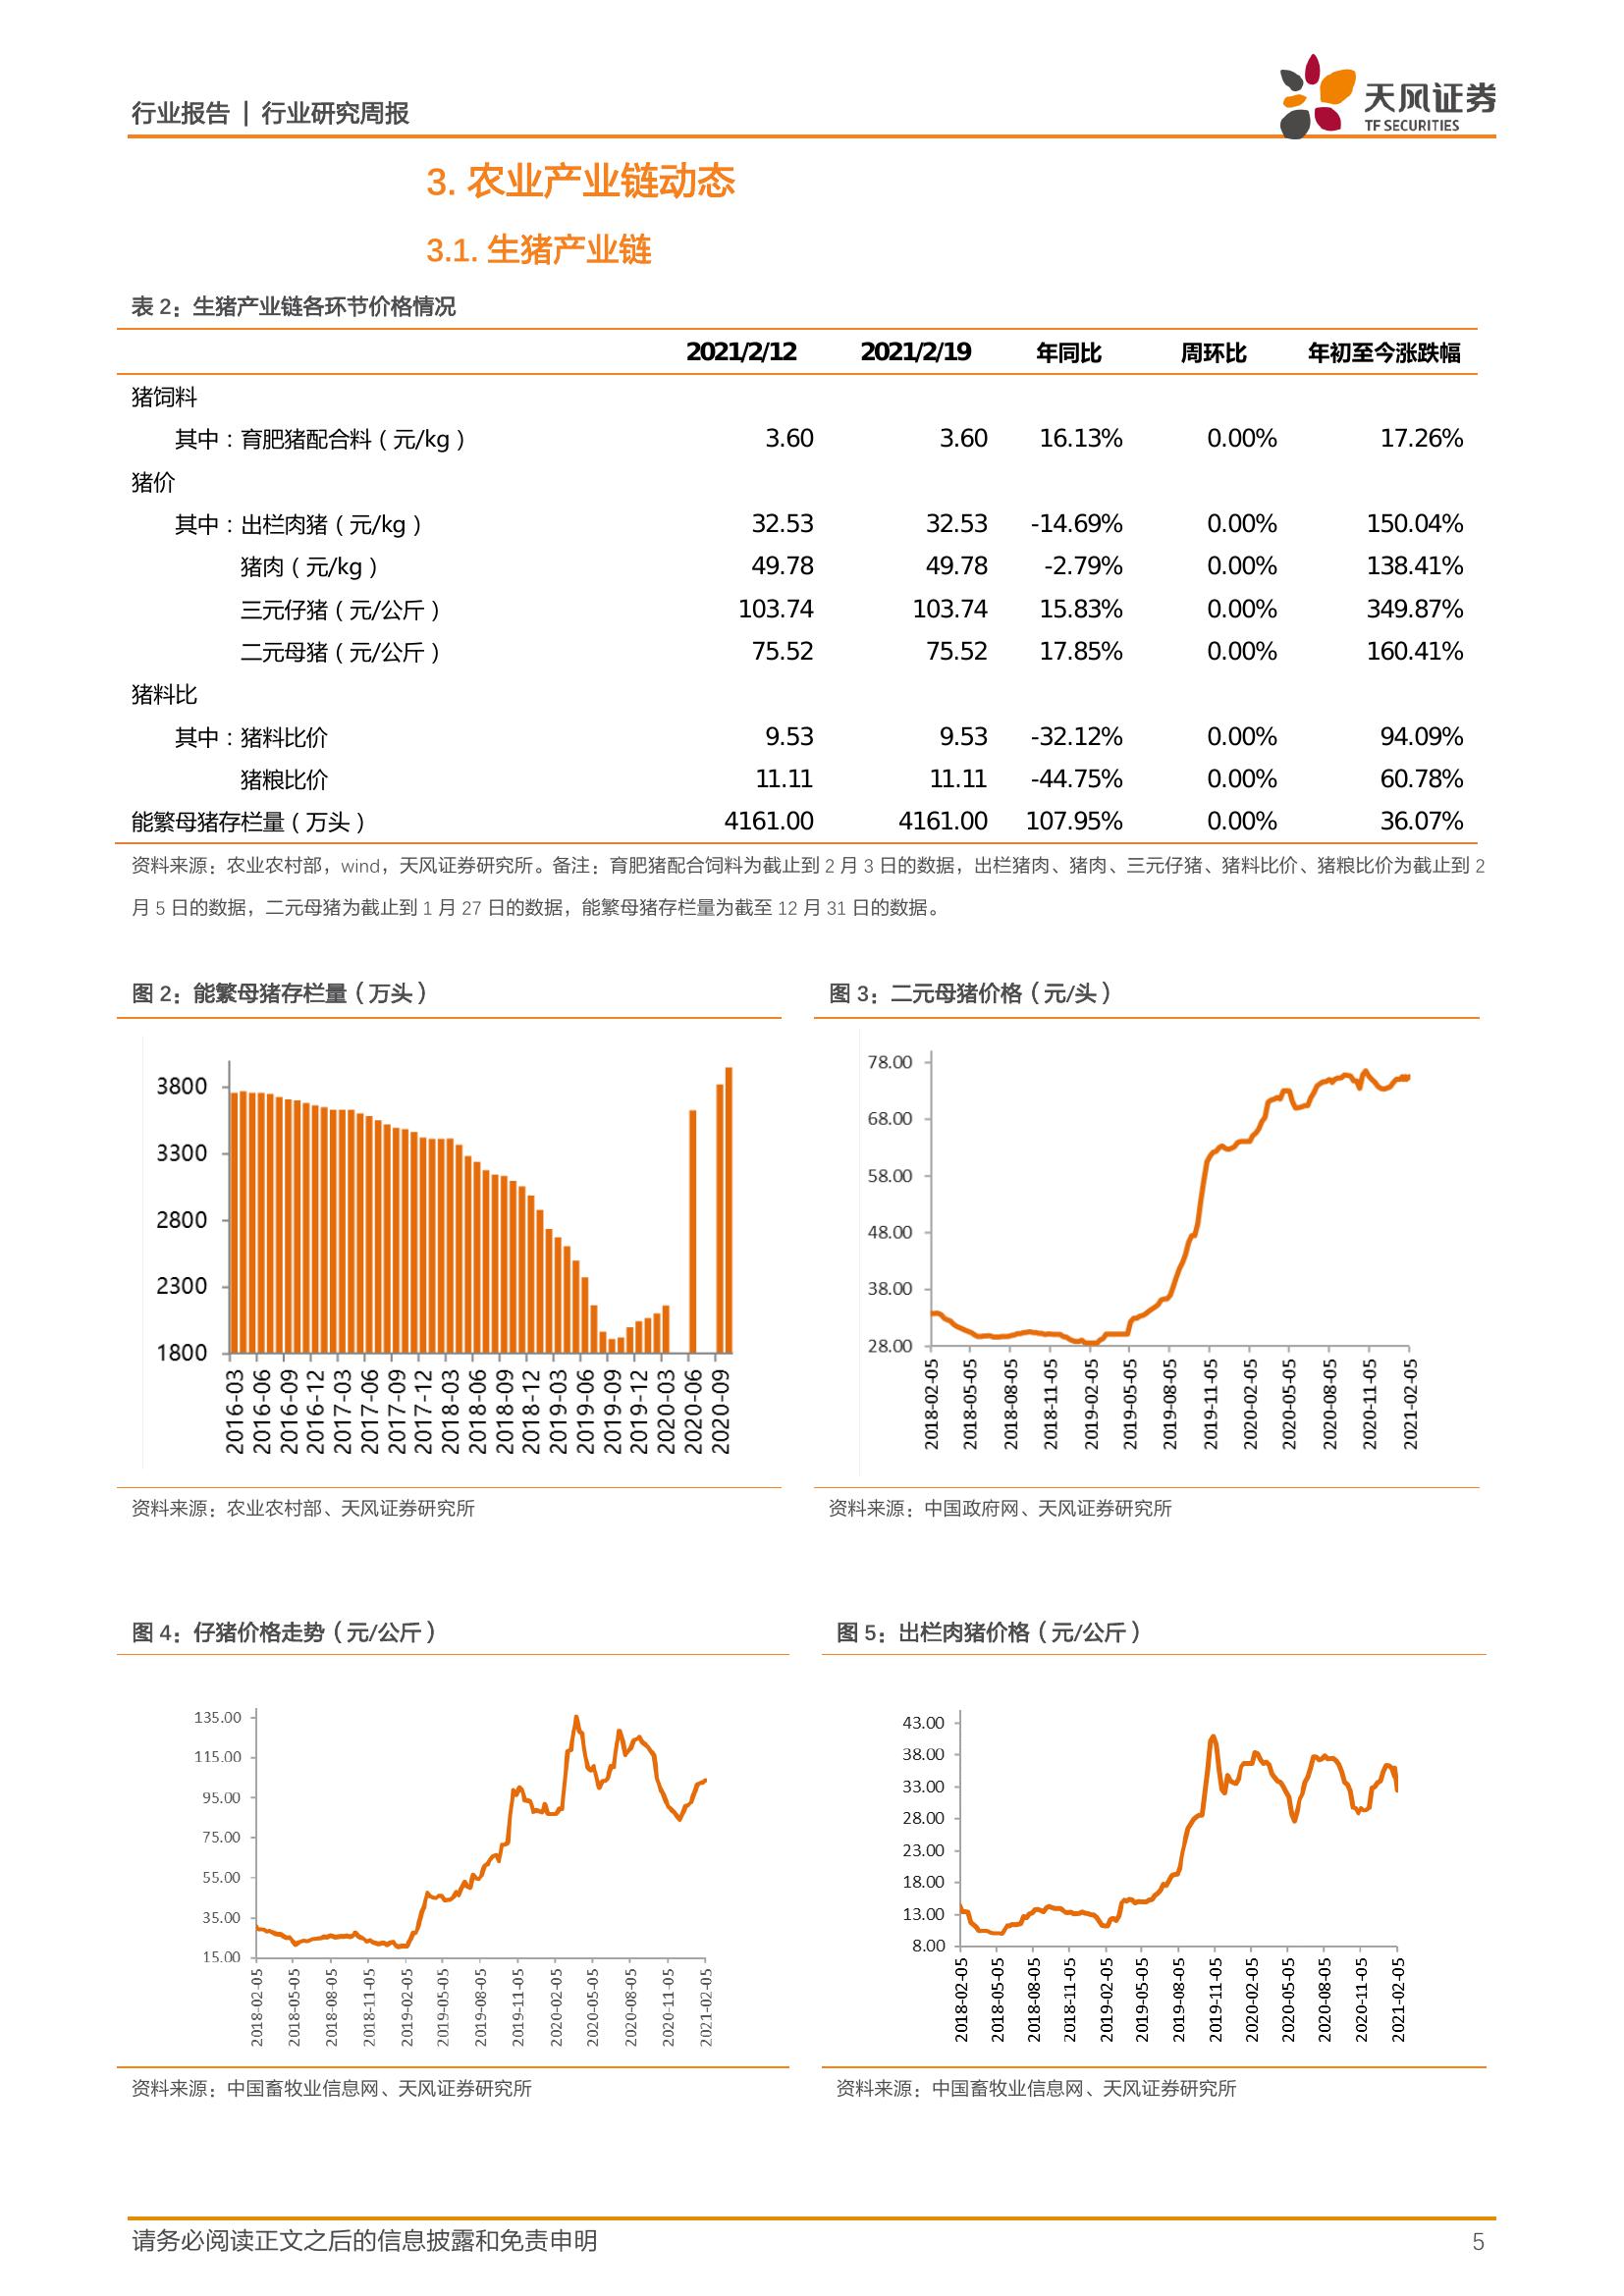 行业报告 | 行业研究周报
天风证券
TF SECURITIES
3. 农业产业链动态
3.1. 生猪产业链
表 2：生猪产业链各环节价格情况
2021/2/12 2021/2/19 年同比 周环比 年初至今涨跌幅
猪饲料
其中：育肥猪配合料（元/kg） 3.60 3.60 16.13% 0.00% 17.26%
猪价
其中：出栏肉猪（元/kg） 32.53 32.53 -14.69% 0.00% 150.04%
猪肉（元/kg） 49.78 49.78 -2.79% 0.00% 138.41%
三元仔猪（元/公斤） 103.74 103.74 15.83% 0.00% 349.87%
二元母猪（元/公斤） 75.52 75.52 17.85% 0.00% 160.41%
猪料比
其中：猪料比价 9.53 9.53 -32.12% 0.00% 94.09%
猪粮比价 11.11 11.11 -44.75% 0.00% 60.78%
能繁母猪存栏量（万头） 4161.00 4161.00 107.95% 0.00% 36.07%
资料来源：农业农村部，wind，天风证券研究所。备注：育肥猪配合饲料为截止到 2 月 3 日的数据，出栏猪肉、猪肉、三元仔猪、猪料比价、猪粮比价为截止到 2
月 5 日的数据，二元母猪为截止到 1 月 27 日的数据，能繁母猪存栏量为截至 12 月 31 日的数据。
图 2：能繁母猪存栏量（万头）
3800
3300
2800
2300
1800
2016-03 2016-06 2016-09 2016-12 2017-03 2017-06 2017-09 2017-12 2018-03 2018-06 2018-09 2018-12 2019-03 2019-06 2019-09 2019-12 2020-03 2020-06 2020-09
资料来源：农业农村部、天风证券研究所
图 3：二元母猪价格（元/头）
78.00
68.00
58.00
48.00
38.00
28.00
2018-02-05 2018-05-05 2018-08-05 2018-11-05 2019-02-05 2019-05-05 2019-08-05 2019-11-05 2020-02-05 2020-05-05 2020-08-05 2020-11-05 2021-02-05
资料来源：中国政府网、天风证券研究所
图 4：仔猪价格走势（元/公斤）
135.00
115.00
95.00
75.00
55.00
35.00
15.00
2018-02-05 2018-05-05 2018-08-05 2018-11-05 2019-02-05 2019-05-05 2019-08-05 2019-11-05 2020-02-05 2020-05-05 2020-08-05 2020-11-05 2021-02-05
资料来源：中国畜牧业信息网、天风证券研究所
图 5：出栏肉猪价格（元/公斤）
43.00
38.00
33.00
28.00
23.00
18.00
13.00
8.00
2018-02-05 2018-05-05 2018-08-05 2018-11-05 2019-02-05 2019-05-05 2019-08-05 2019-11-05 2020-02-05 2020-05-05 2020-08-05 2020-11-05 2021-02-05
资料来源：中国畜牧业信息网、天风证券研究所
请务必阅读正文之后的信息披露和免责申明 5